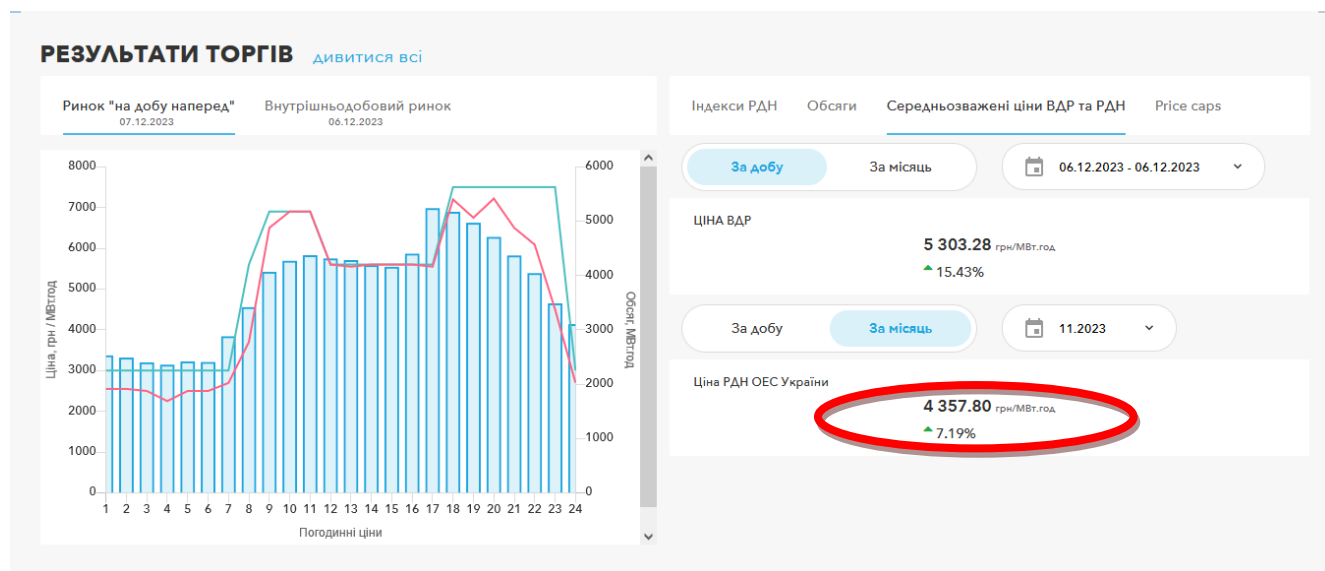 РЕЗУЛЬТАТИ ТОРГІВ дивитися всі
Ринок "на добу наперед" Внутрішньодобовий ринок
07.12.2023 06.12.2023
8000 6000
7000
5000
6000
5000 4000
4000 3000
3000
2000
2000
1000
1000
0 0
1 2 3 4 5 6 7 8 9 10 11 12 13 14 15 16 17 18 19 20 21 22 23 24
Ціна, грн / МВтгод
Обсяг, МВтгод
Погодинні ціни
Індекси РДН Обсяги Середньозважені ціни ВДР та РДН Price caps
За добу За місяць 06.12.2023 - 06.12.2023
ЦІНА ВДР
5 303.28 грн/МВт.год
15.43%
За добу За місяць 11.2023
Ціна РДН ОЕС України
4 357.80 грн/МВт.год
7.19%